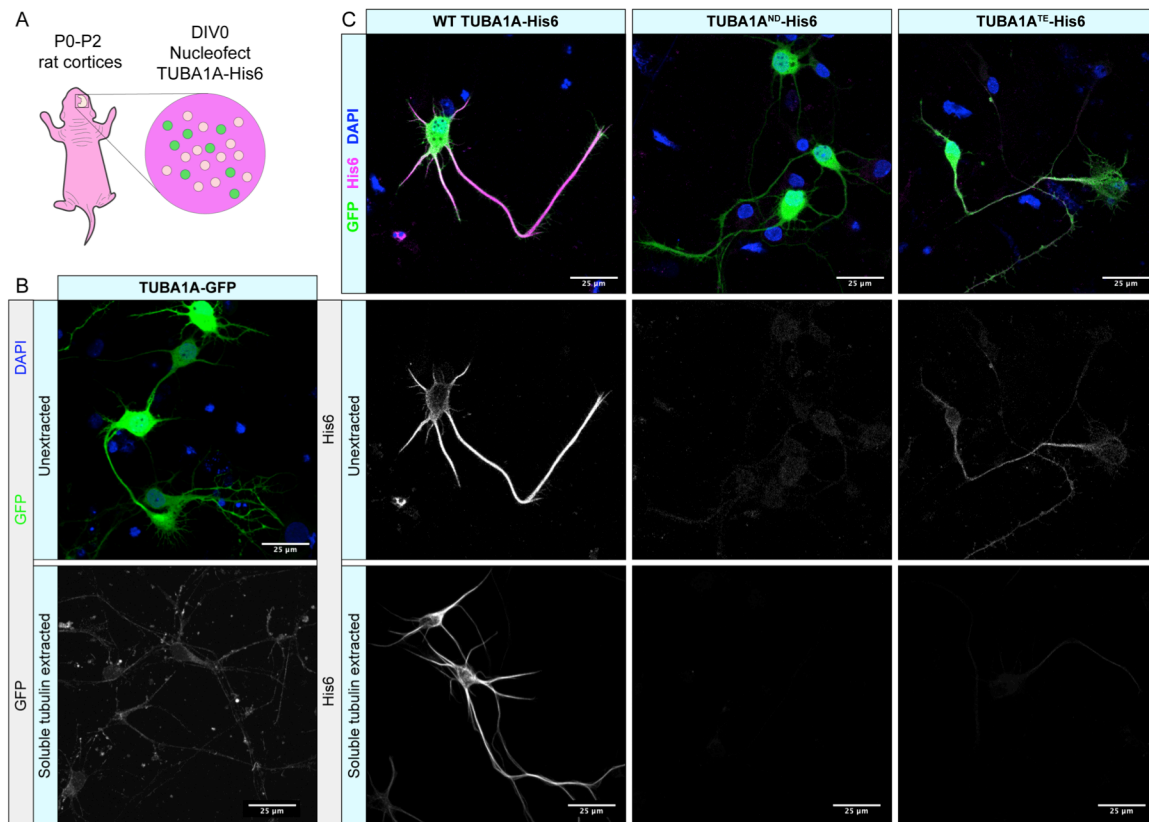 A
P0-P2
rat cortices
DIV0
Nucleofect
TUBA1A-His6
B
TUBA1A-GFP
GFP DAPI
Unextracted
25 µm
GFP
Soluble tubulin extracted
25 µm
C
WT TUBA1A-His6
TUBA1A^ND-His6
TUBA1A^TE-His6
GFP His6 DAPI
25 µm
25 µm
25 µm
His6
Unextracted
His6
Soluble tubulin extracted
25 µm
25 µm
25 µm